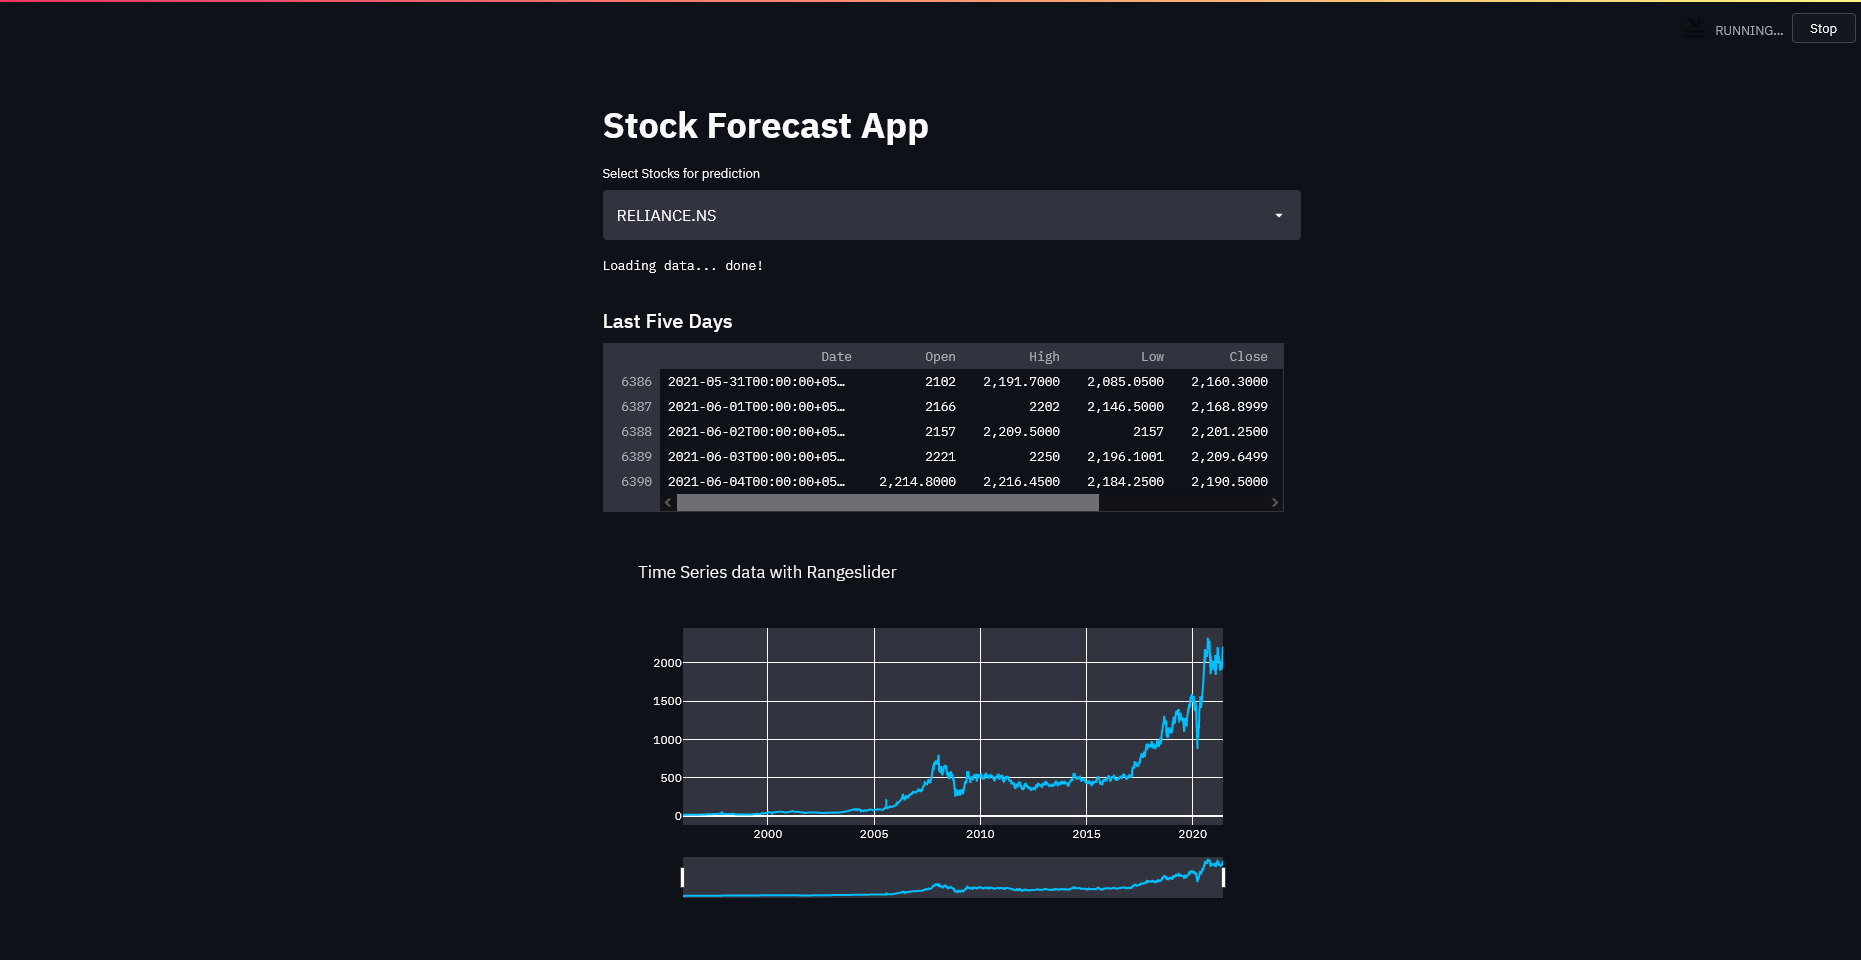 RUNNING...
Stop
Stock Forecast App
Select Stocks for prediction
RELIANCE.NS
Loading data... done!
Last Five Days
Date Open High Low Close
6386 2021-05-31T00:00:00+05… 2102 2,191.7000 2,085.0500 2,160.3000
6387 2021-06-01T00:00:00+05… 2166 2202 2,146.5000 2,168.8999
6388 2021-06-02T00:00:00+05… 2157 2,209.5000 2157 2,201.2500
6389 2021-06-03T00:00:00+05… 2221 2250 2,196.1001 2,209.6499
6390 2021-06-04T00:00:00+05… 2,214.8000 2,216.4500 2,184.2500 2,190.5000
Time Series data with Rangeslider
2000
1500
1000
500
0
2000 2005 2010 2015 2020